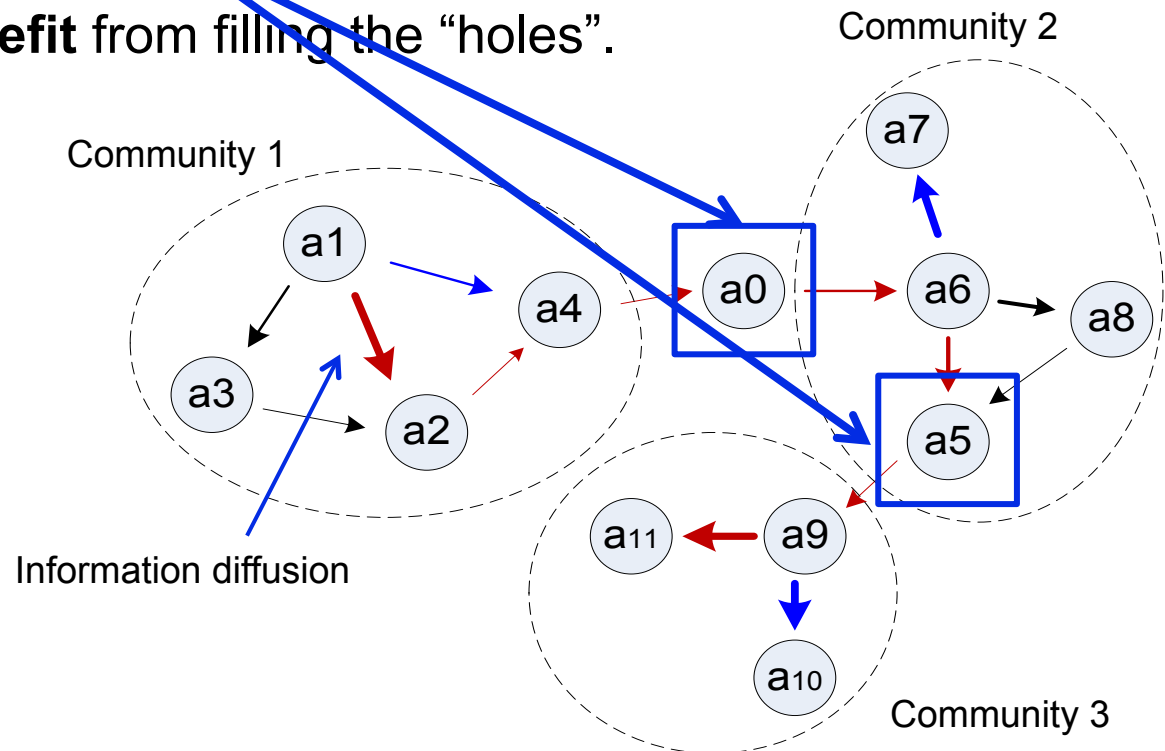 efit from filling the “holes”.
Community 2
Community 1
a7
a1
a4
a0
a6
a8
a3
a2
a5
a11
a9
Information diffusion
a10
Community 3